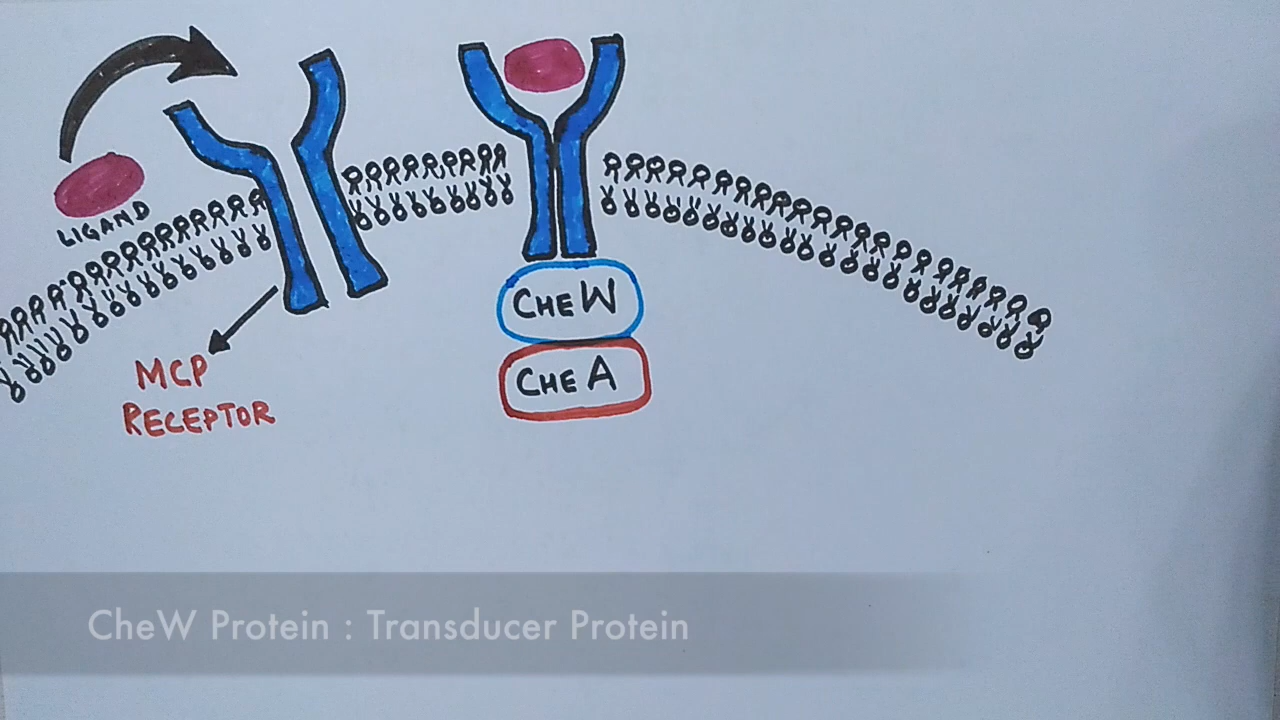 LIGAND
MCP
RECEPTOR
CHE W
CHE A
CheW Protein : Transducer Protein